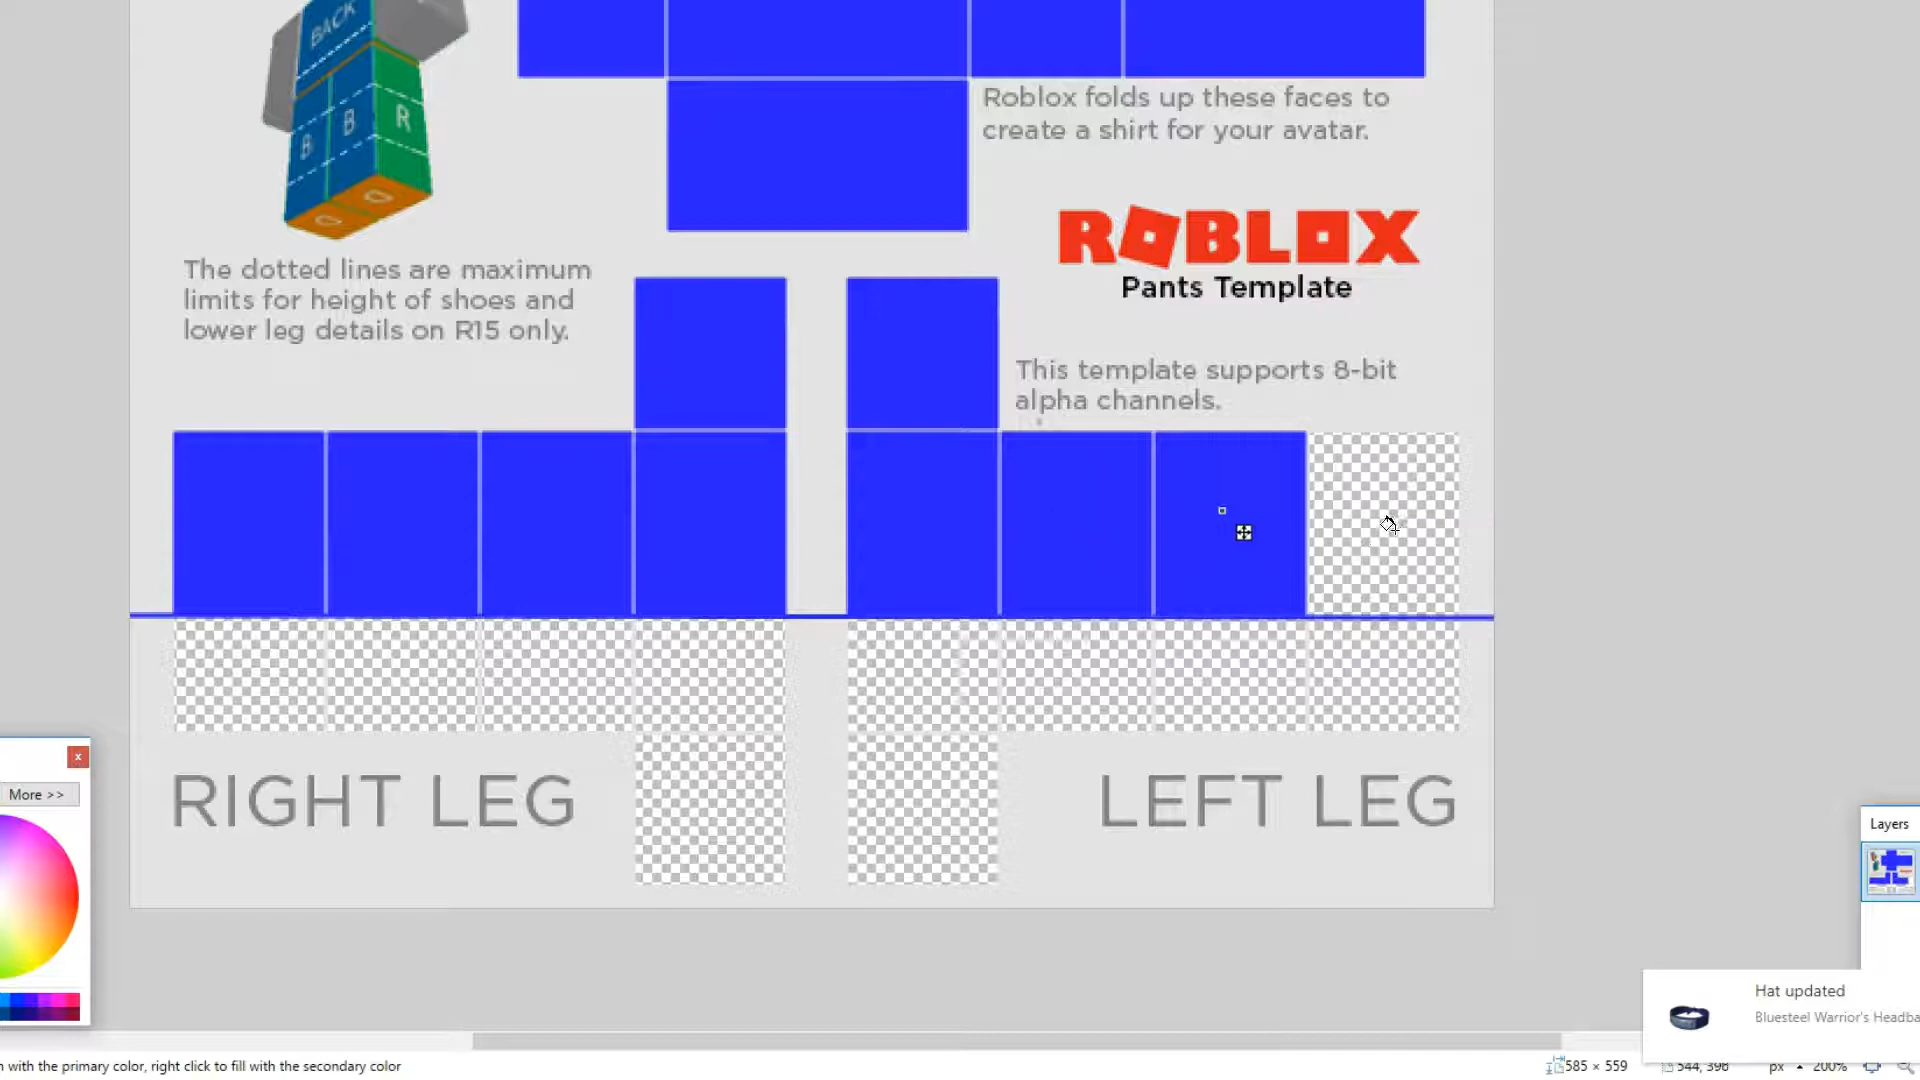 BACK
B B R
Roblox folds up these faces to
create a shirt for your avatar.
ROBLOX
Pants Template
The dotted lines are maximum
limits for height of shoes and
lower leg details on R15 only.
This template supports 8-bit
alpha channels.
More >>
RIGHT LEG
LEFT LEG
Layers
Hat updated
Bluesteel Warrior's Headba
with the primary color, right click to fill with the secondary color
585 × 559
544, 396
px
200%